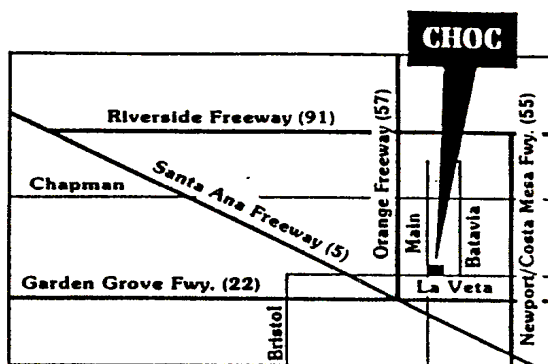 CHOC
Riverside Freeway (91)
Orange Freeway (57)
Newport/Costa Mesa Fwy. (55)
Chapman
Santa Ana Freeway (5)
Main
Batavia
Garden Grove Fwy. (22)
La Veta
Bristol